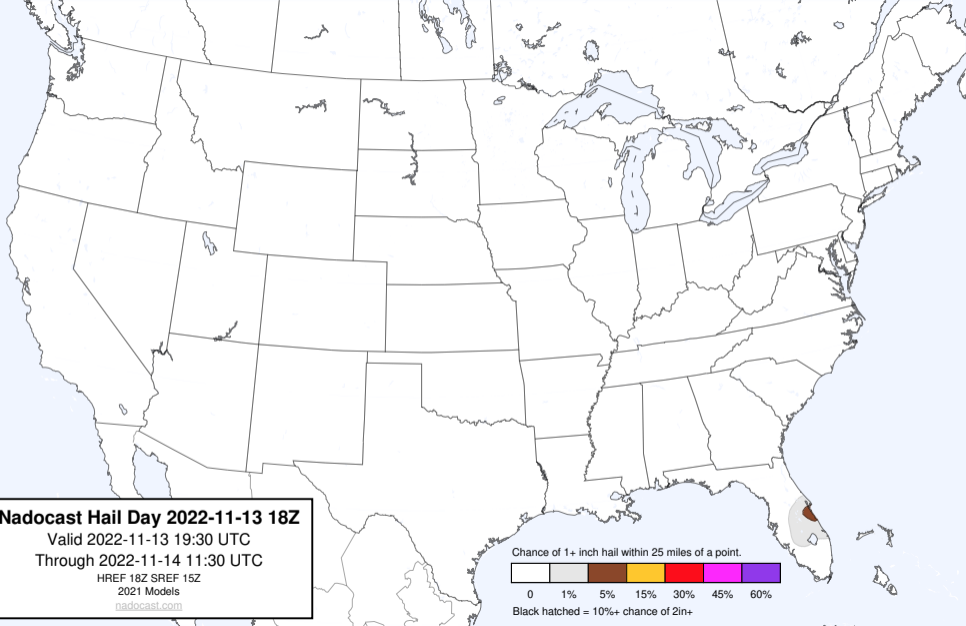 Nadocast Hail Day 2022-11-13 18Z
Valid 2022-11-13 19:30 UTC
Through 2022-11-14 11:30 UTC
HREF 18Z SREF 15Z
2021 Models
nadocast.com
Chance of 1+ inch hail within 25 miles of a point.
0 1% 5% 15% 30% 45% 60%
Black hatched = 10%+ chance of 2in+